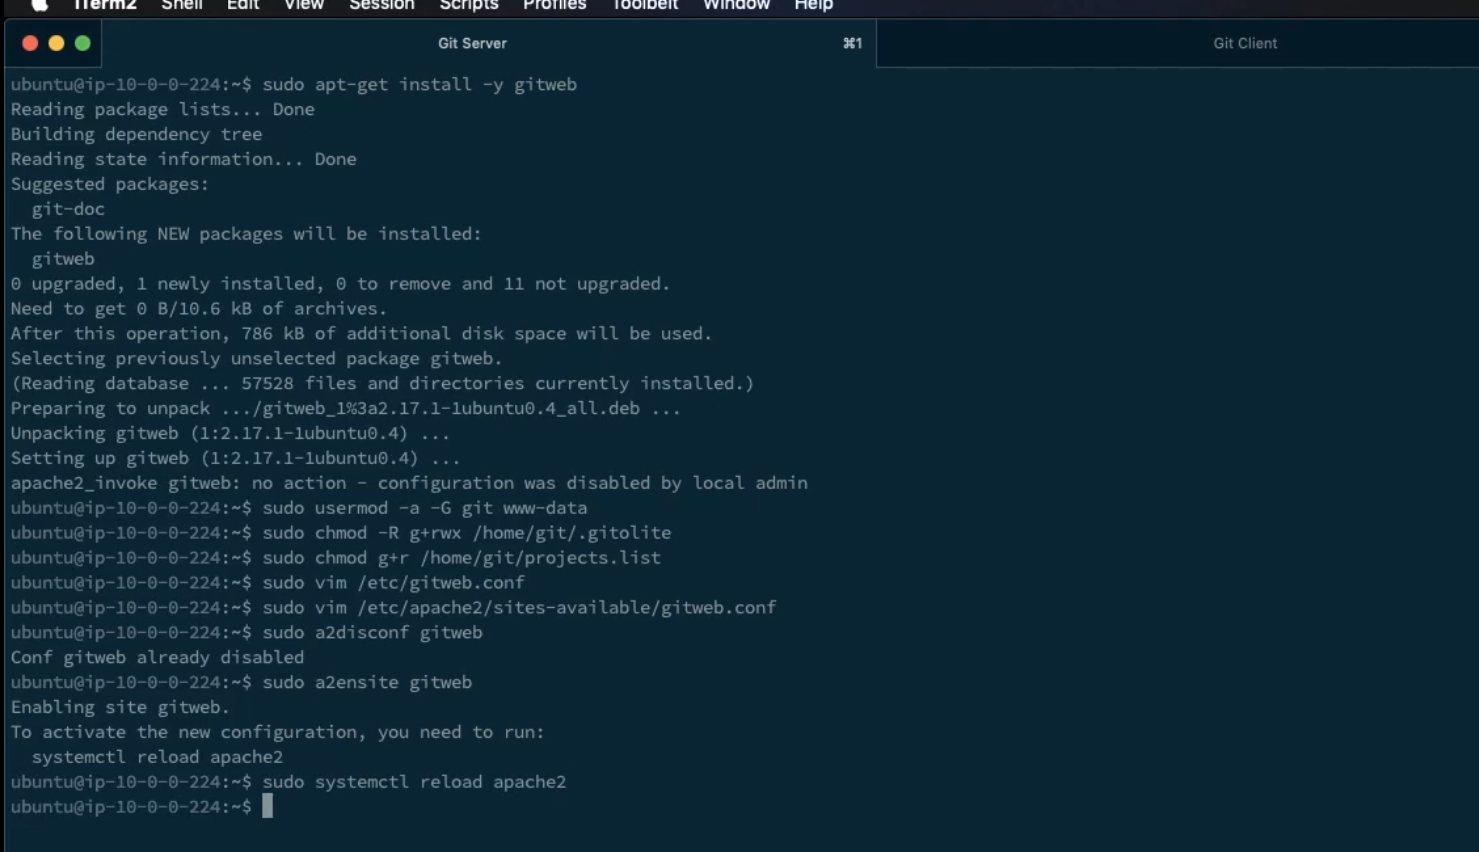 iTerm2 Shell Edit View Session Scripts Profiles Toolbelt Window Help
Git Server ⌘1 Git Client
ubuntu@ip-10-0-0-224:~$ sudo apt-get install -y gitweb
Reading package lists... Done
Building dependency tree
Reading state information... Done
Suggested packages:
  git-doc
The following NEW packages will be installed:
  gitweb
0 upgraded, 1 newly installed, 0 to remove and 11 not upgraded.
Need to get 0 B/10.6 kB of archives.
After this operation, 786 kB of additional disk space will be used.
Selecting previously unselected package gitweb.
(Reading database ... 57528 files and directories currently installed.)
Preparing to unpack .../gitweb_1%3a2.17.1-1ubuntu0.4_all.deb ...
Unpacking gitweb (1:2.17.1-1ubuntu0.4) ...
Setting up gitweb (1:2.17.1-1ubuntu0.4) ...
apache2_invoke gitweb: no action - configuration was disabled by local admin
ubuntu@ip-10-0-0-224:~$ sudo usermod -a -G git www-data
ubuntu@ip-10-0-0-224:~$ sudo chmod -R g+rwx /home/git/.gitolite
ubuntu@ip-10-0-0-224:~$ sudo chmod g+r /home/git/projects.list
ubuntu@ip-10-0-0-224:~$ sudo vim /etc/gitweb.conf
ubuntu@ip-10-0-0-224:~$ sudo vim /etc/apache2/sites-available/gitweb.conf
ubuntu@ip-10-0-0-224:~$ sudo a2disconf gitweb
Conf gitweb already disabled
ubuntu@ip-10-0-0-224:~$ sudo a2ensite gitweb
Enabling site gitweb.
To activate the new configuration, you need to run:
  systemctl reload apache2
ubuntu@ip-10-0-0-224:~$ sudo systemctl reload apache2
ubuntu@ip-10-0-0-224:~$